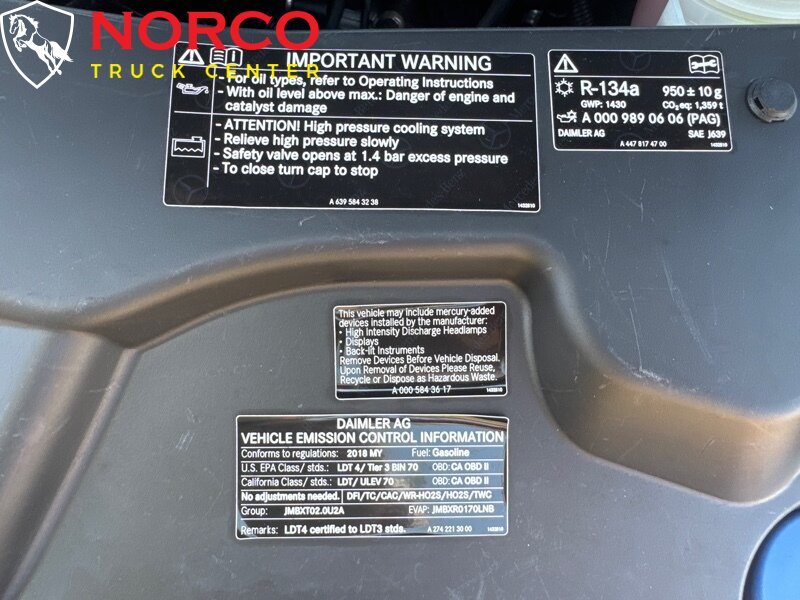 NORCO
TRUCK CENTER
IMPORTANT WARNING
- For oil types, refer to Operating Instructions
- With oil level above max.: Danger of engine and
catalyst damage
- ATTENTION! High pressure cooling system
- Relieve high pressure slowly
- Safety valve opens at 1.4 bar excess pressure
- To close turn cap to stop
A 639 584 32 38
1432510
R-134a 950 ± 10 g
GWP: 1430 CO₂ eq: 1,359 t
A 000 989 06 06 (PAG)
DAIMLER AG SAE J639
A 447 817 47 00
1432510
This vehicle may include mercury-added
devices installed by the manufacturer:
• High Intensity Discharge Headlamps
• Displays
• Back-lit Instruments
Remove Devices Before Vehicle Disposal.
Upon Removal of Devices Please Reuse,
Recycle or Dispose as Hazardous Waste.
A 000 584 36 17
1432510
DAIMLER AG
VEHICLE EMISSION CONTROL INFORMATION
Conforms to regulations: 2018 MY Fuel: Gasoline
U.S. EPA Class/ stds.: LDT 4/ Tier 3 BIN 70 OBD: CA OBD II
California Class/ stds.: LDT/ ULEV 70 OBD: CA OBD II
No adjustments needed. DFI/TC/CAC/WR-HO2S/HO2S/TWC
Group: JMBXT02.0U2A EVAP: JMBXR0170LNB
Remarks: LDT4 certified to LDT3 stds. A 274 221 30 00 1432510